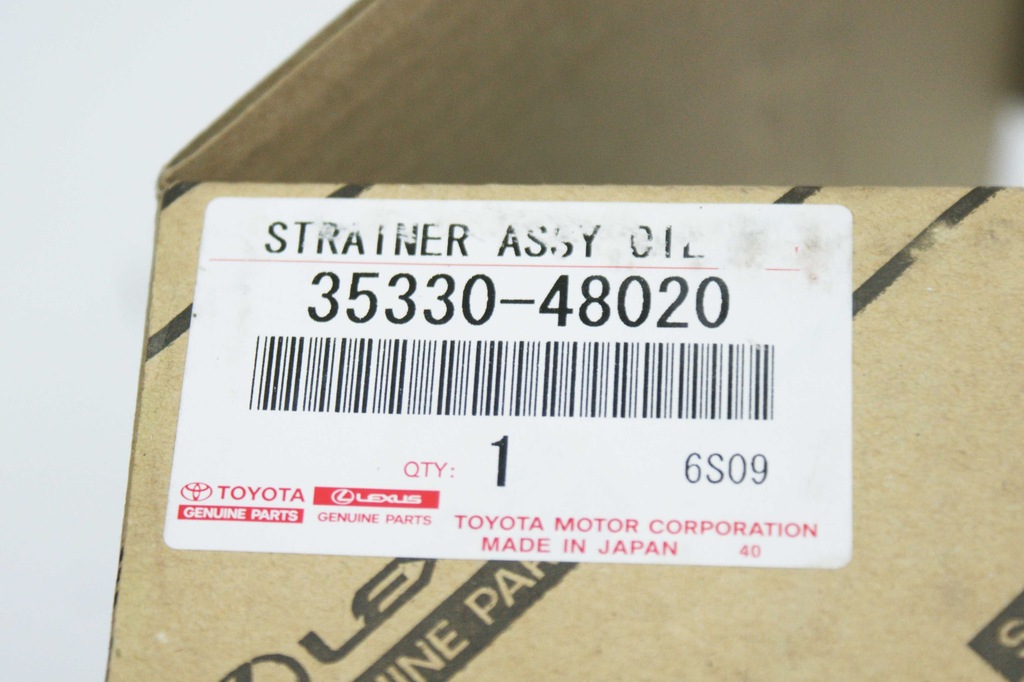 STRAINER ASSY OIL
35330-48020
QTY: 1 6S09
TOYOTA LEXUS
GENUINE PARTS GENUINE PARTS
TOYOTA MOTOR CORPORATION
MADE IN JAPAN 40